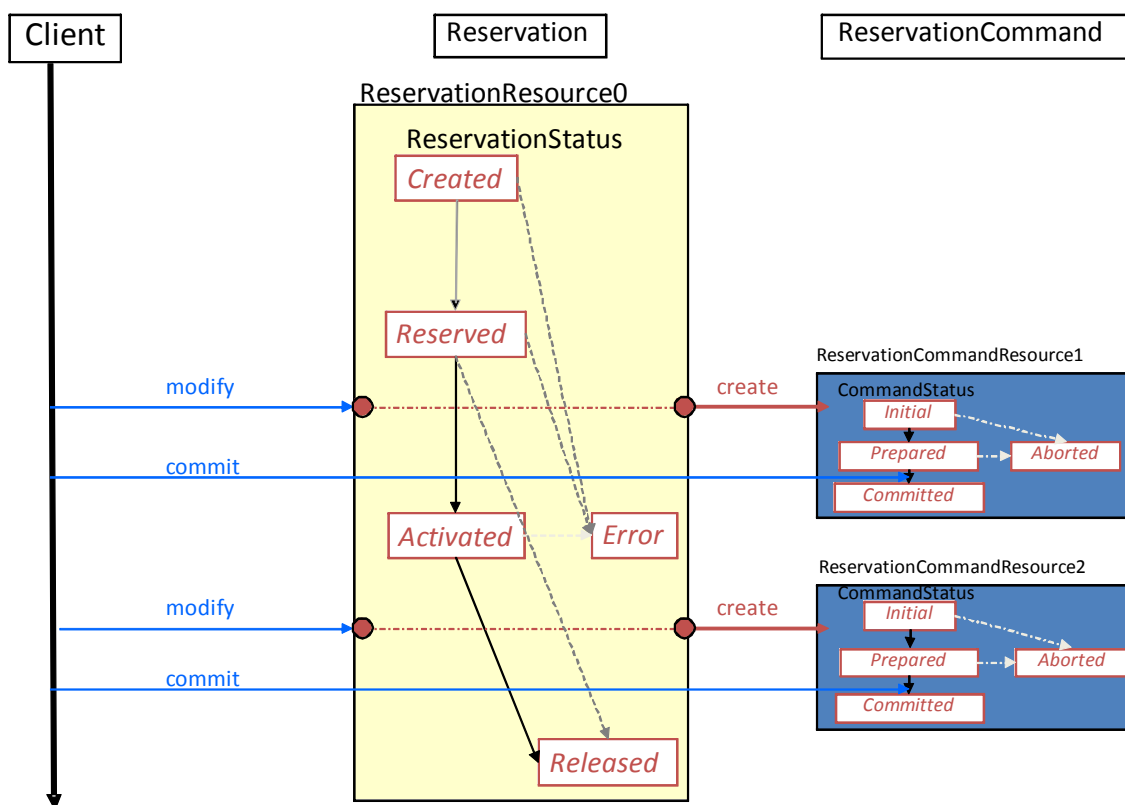 Client
Reservation
ReservationCommand
ReservationResource0
ReservationStatus
Created
Reserved
ReservationCommandResource1
modify
create
CommandStatus
Initial
Prepared
Aborted
commit
Committed
Activated
Error
ReservationCommandResource2
CommandStatus
modify
create
Initial
Prepared
Aborted
commit
Committed
Released